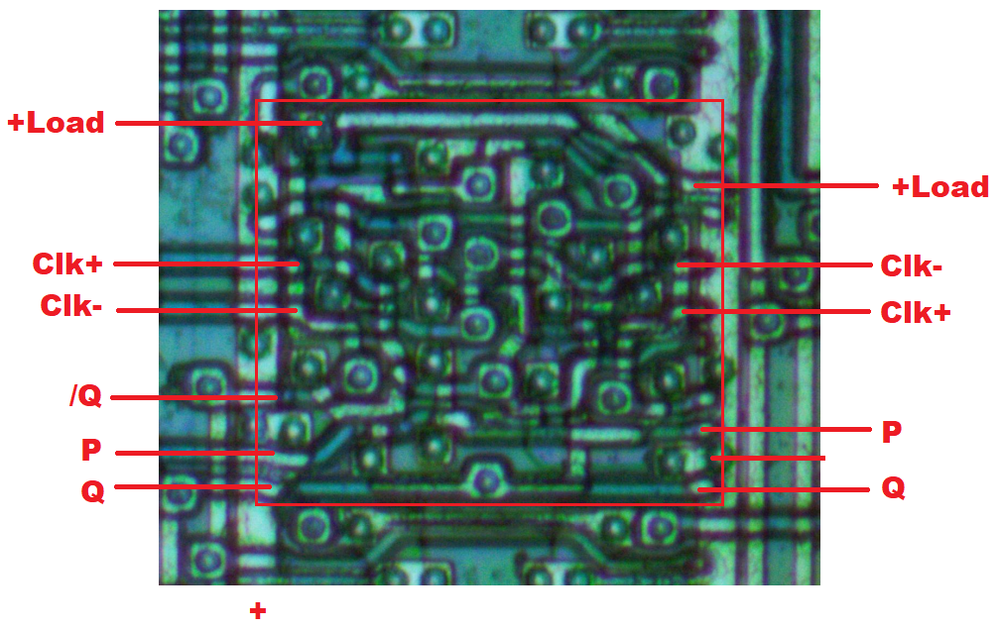 +Load
+Load
Clk+
Clk-
Clk-
Clk+
/Q
P
P
Q
Q
+